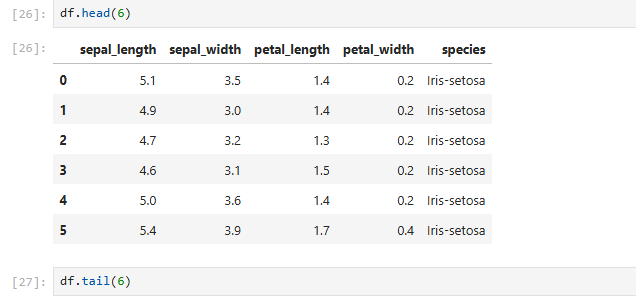 [26]: df.head(6)
[26]: sepal_length sepal_width petal_length petal_width species
0 5.1 3.5 1.4 0.2 Iris-setosa
1 4.9 3.0 1.4 0.2 Iris-setosa
2 4.7 3.2 1.3 0.2 Iris-setosa
3 4.6 3.1 1.5 0.2 Iris-setosa
4 5.0 3.6 1.4 0.2 Iris-setosa
5 5.4 3.9 1.7 0.4 Iris-setosa
[27]: df.tail(6)